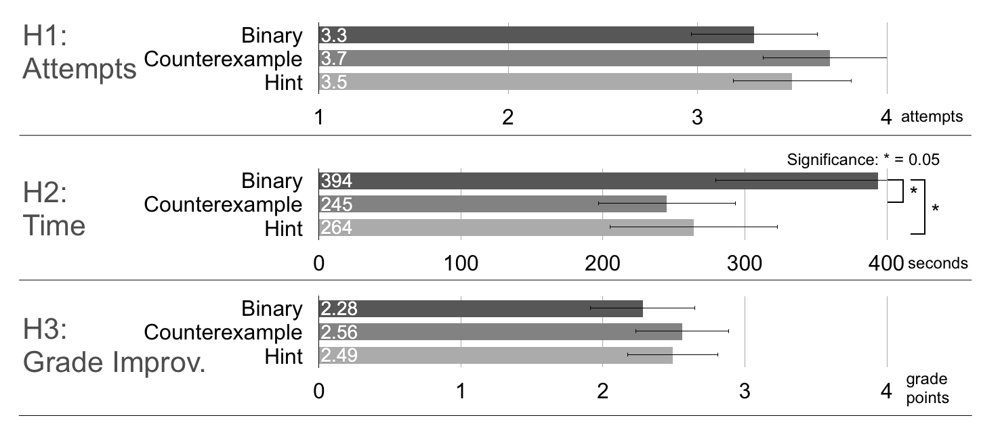 H1:
Attempts
Binary 3.3
Counterexample 3.7
Hint 3.5
1 2 3 4 attempts
Significance: * = 0.05
H2:
Time
Binary 394
Counterexample 245
Hint 264
*
*
0 100 200 300 400 seconds
H3:
Grade Improv.
Binary 2.28
Counterexample 2.56
Hint 2.49
0 1 2 3 4 grade
points